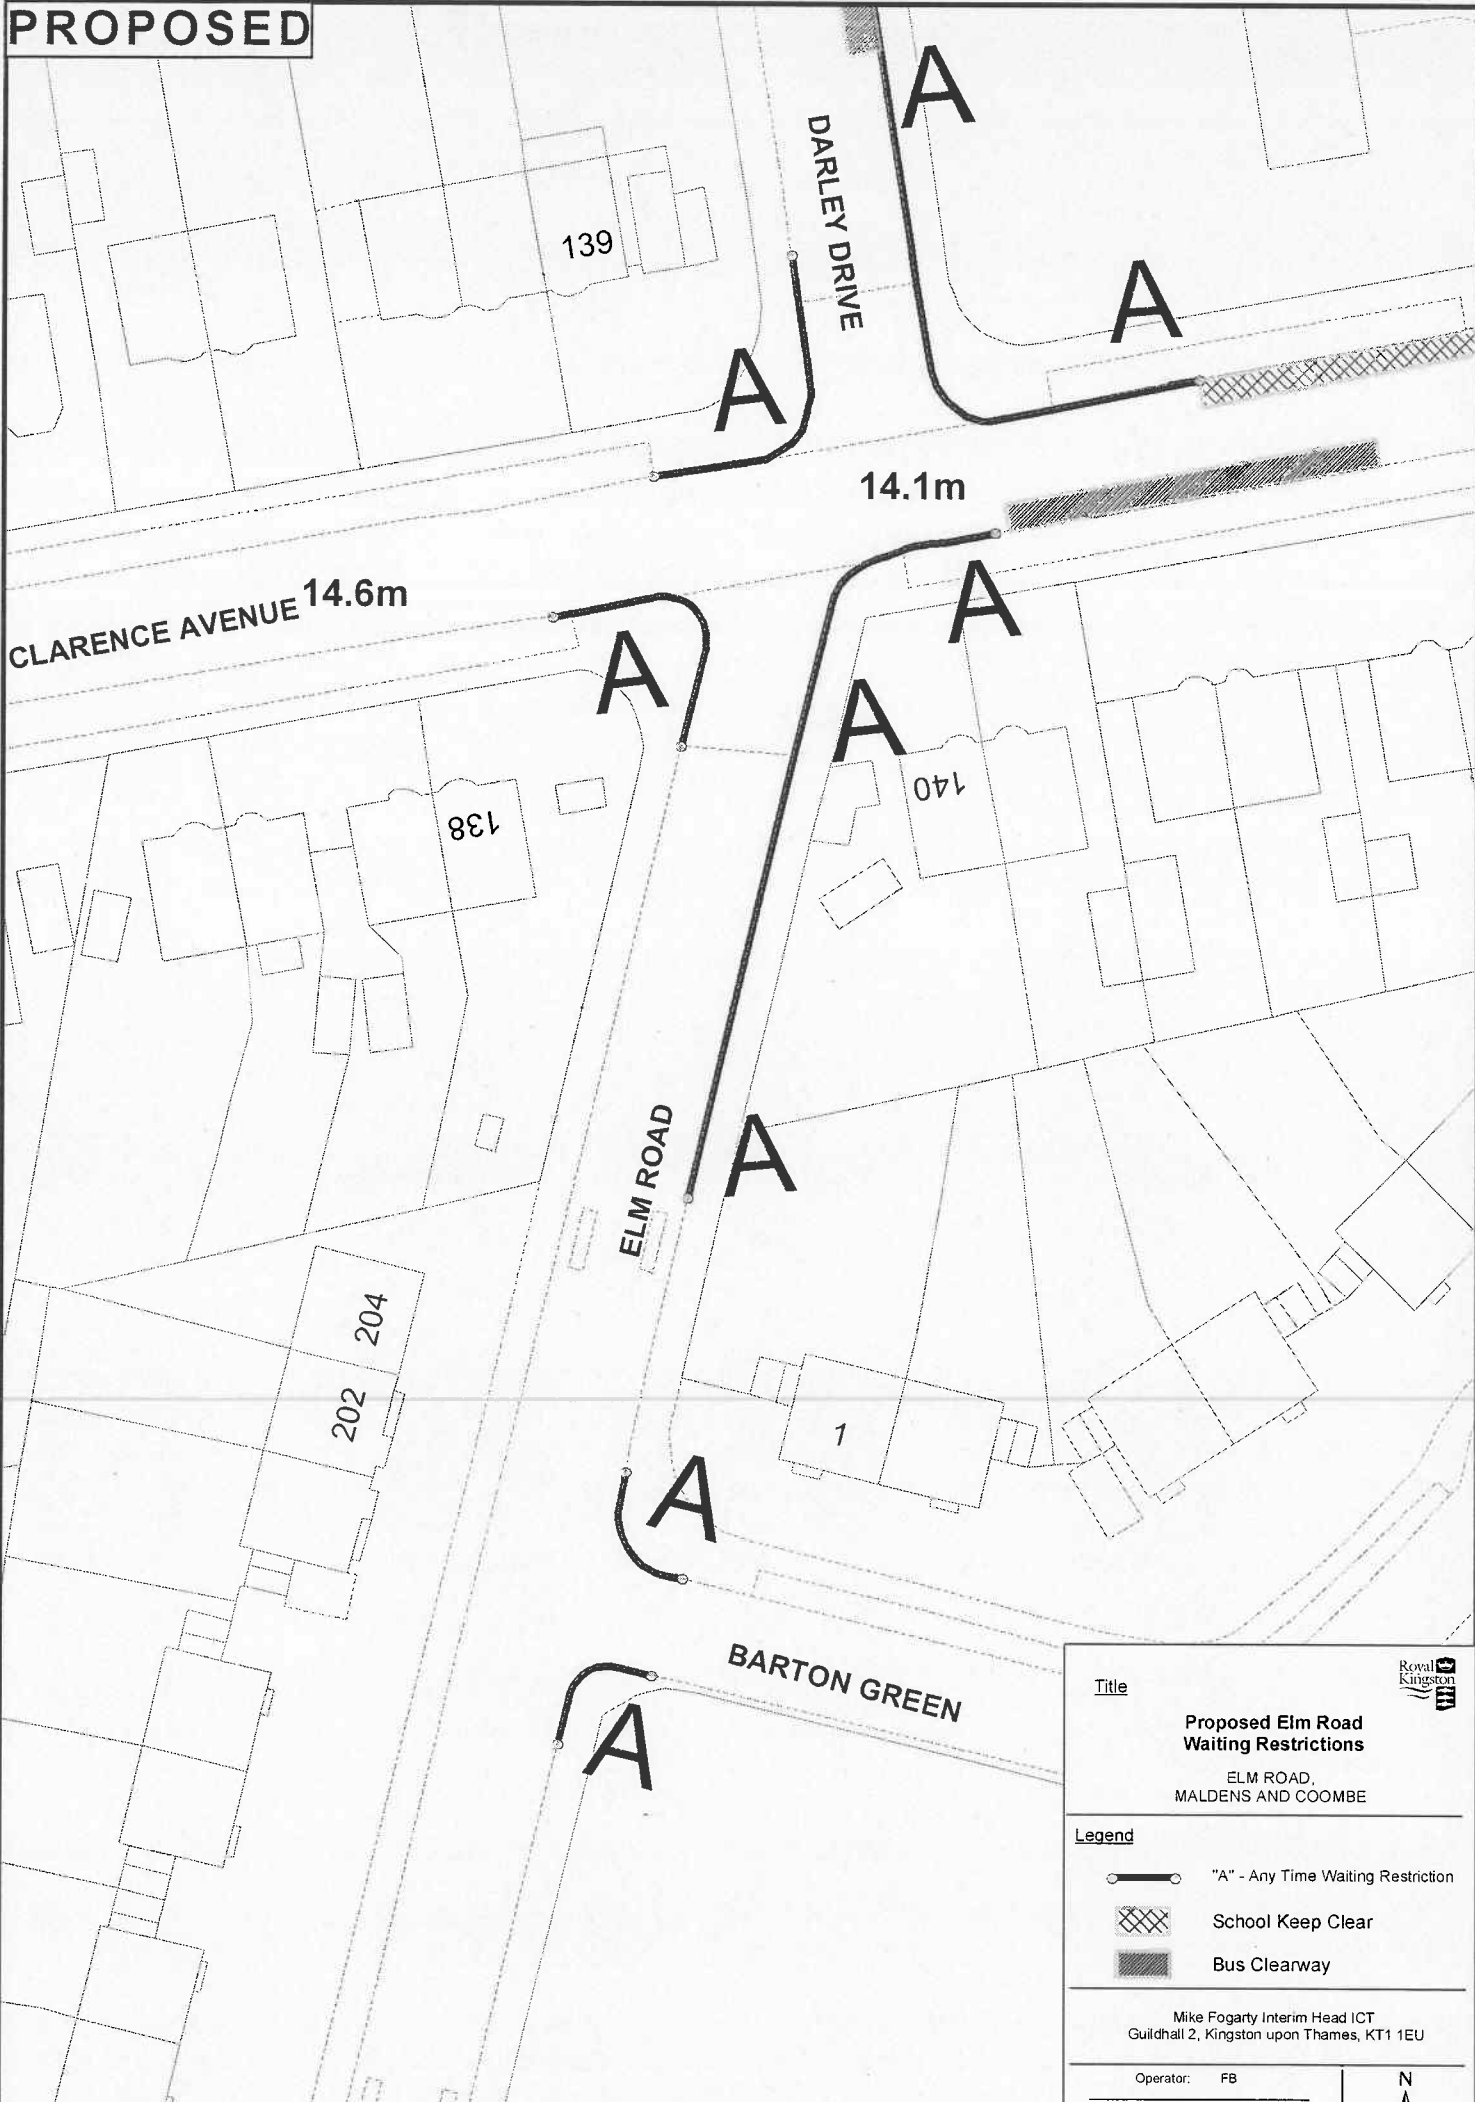 PROPOSED
A
DARLEY DRIVE
139
A
A
14.1m
14.6m
CLARENCE AVENUE
A
A
A
140
138
ELM ROAD
A
204
202
1
A
BARTON GREEN
A
Title
Royal
Kingston
Proposed Elm Road
Waiting Restrictions
ELM ROAD,
MALDENS AND COOMBE
Legend
"A" - Any Time Waiting Restriction
School Keep Clear
Bus Clearway
Mike Fogarty Interim Head ICT
Guildhall 2, Kingston upon Thames, KT1 1EU
Operator: FB
N